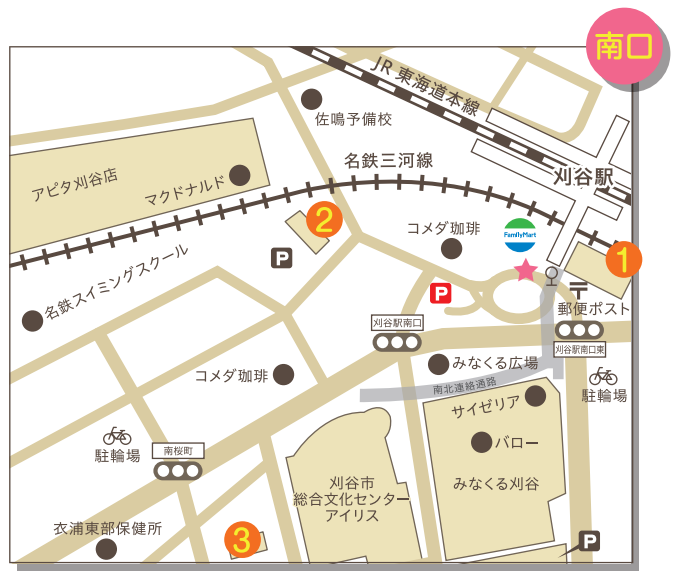 南口
JR 東海道本線
佐鳴予備校
名鉄三河線
刈谷駅
アピタ刈谷店
マクドナルド
2
コメダ珈琲
FamilyMart
1
P
名鉄スイミングスクール
P
郵便ポスト
刈谷駅南口
刈谷駅南口東
みなくる広場
コメダ珈琲
南北連絡通路
駐輪場
サイゼリア
駐輪場
南桜町
バロー
刈谷市
総合文化センター
アイリス
みなくる刈谷
衣浦東部保健所
3
P